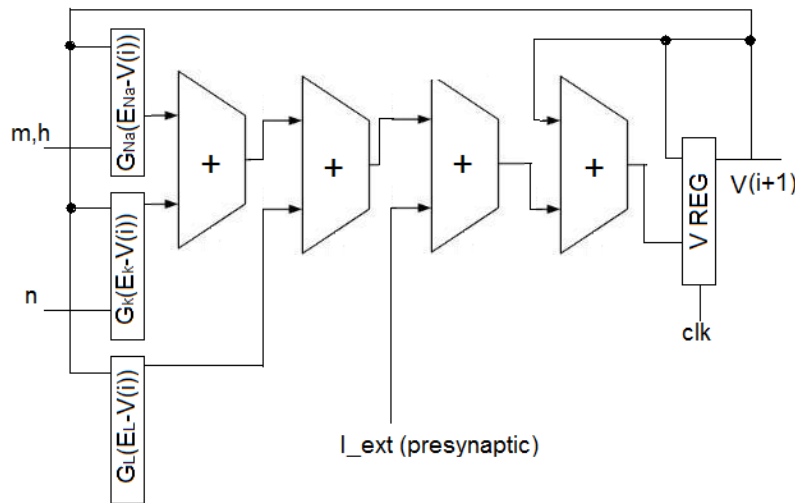 m,h
GNa(ENa-V(i))
+
+
+
+
V REG
V(i+1)
n
Gk(Ek-V(i))
clk
GL(EL-V(i))
I_ext (presynaptic)